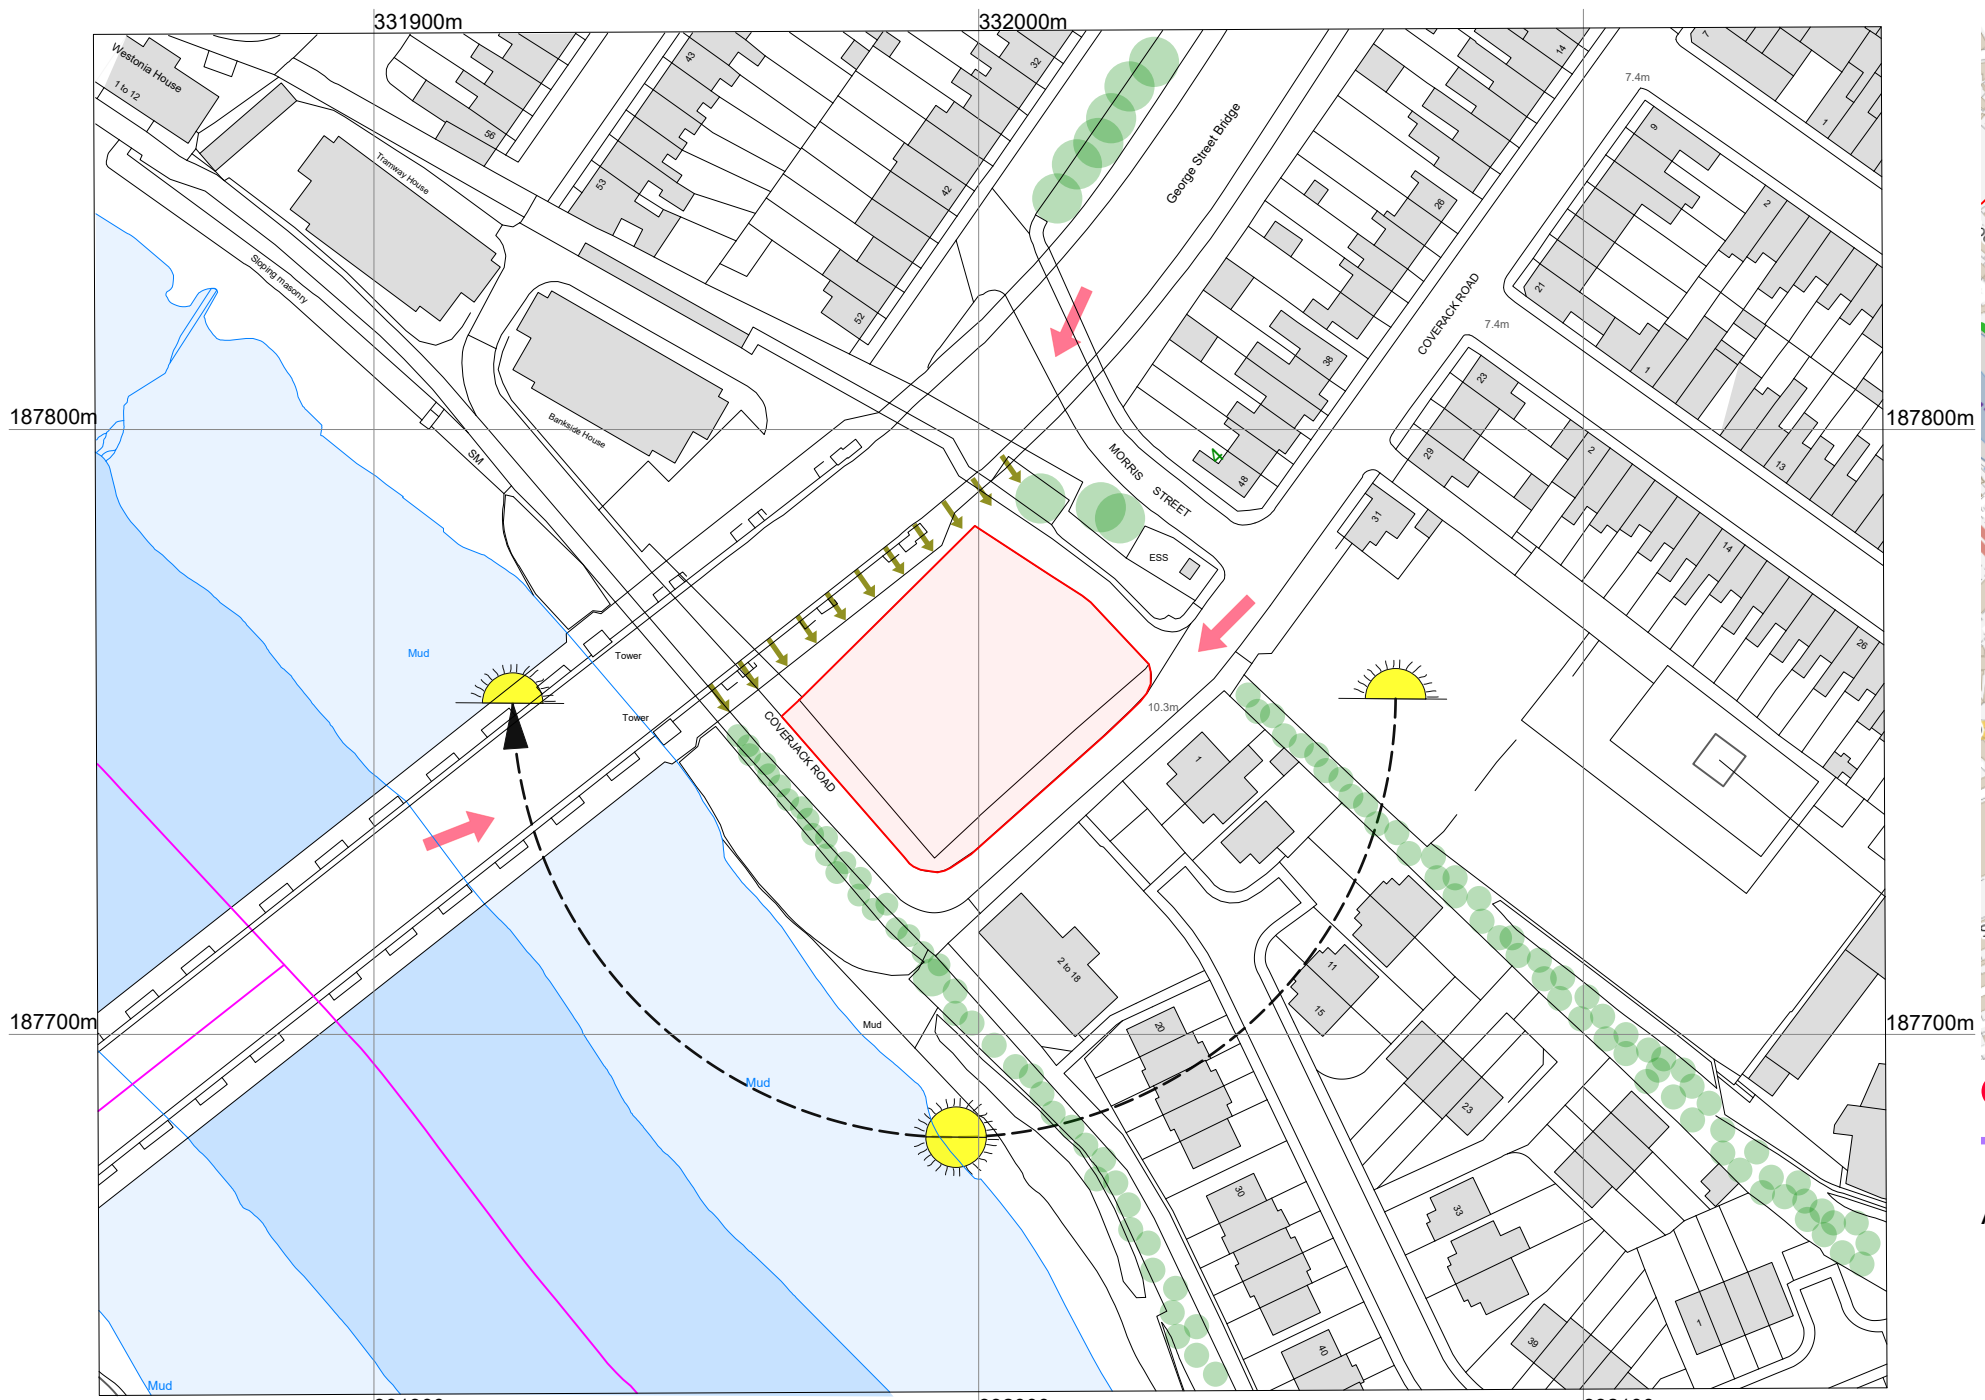 331900m
332000m
Westonia House
1 to 12
43
32
14
7
7.4m
1
56
Tramway House
53
42
George Street Bridge
26
9
2
Sloping masonry
52
COVERACK ROAD
21
7.4m
38
1
23
187800m
187800m
Bankside House
SM
MORRIS STREET
4
48
29
2
13
31
14
ESS
Mud
Tower
26
Tower
COVERJACK ROAD
10.3m
1
2 to 18
11
15
187700m
187700m
Mud
20
Mud
23
30
33
40
39
1
Mud